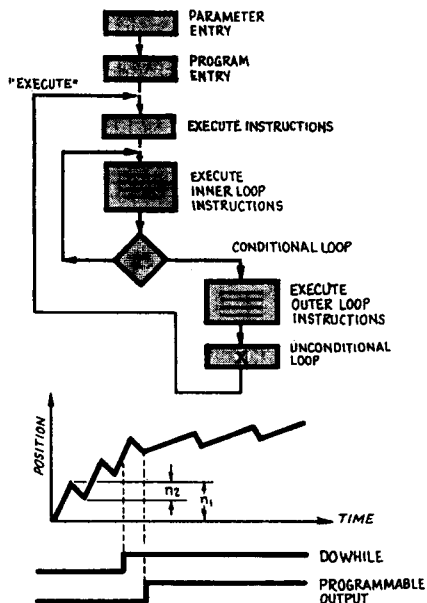 PARAMETER
ENTRY
PROGRAM
ENTRY
"EXECUTE"
EXECUTE INSTRUCTIONS
EXECUTE
INNER LOOP
INSTRUCTIONS
CONDITIONAL LOOP
EXECUTE
OUTER LOOP
INSTRUCTIONS
UNCONDITIONAL
LOOP
X
POSITION
n2
n1
TIME
DOWHILE
PROGRAMMABLE
OUTPUT